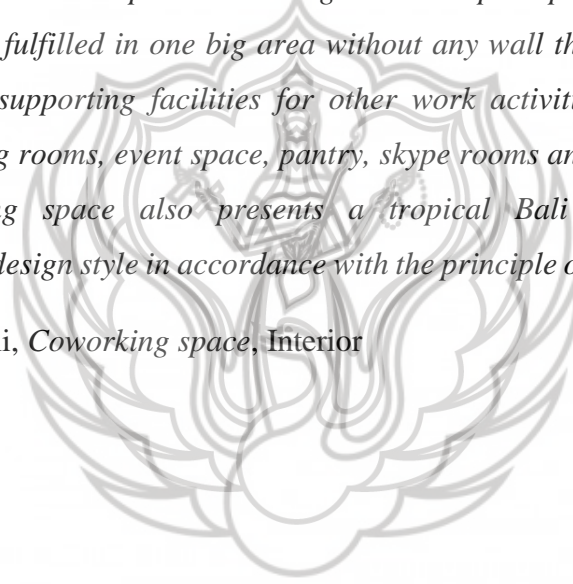 fulfilled in one big area without any wall th
supporting facilities for other work activiti
g rooms, event space, pantry, skype rooms an
ng space also presents a tropical Bali
design style in accordance with the principle o
i, Coworking space, Interior